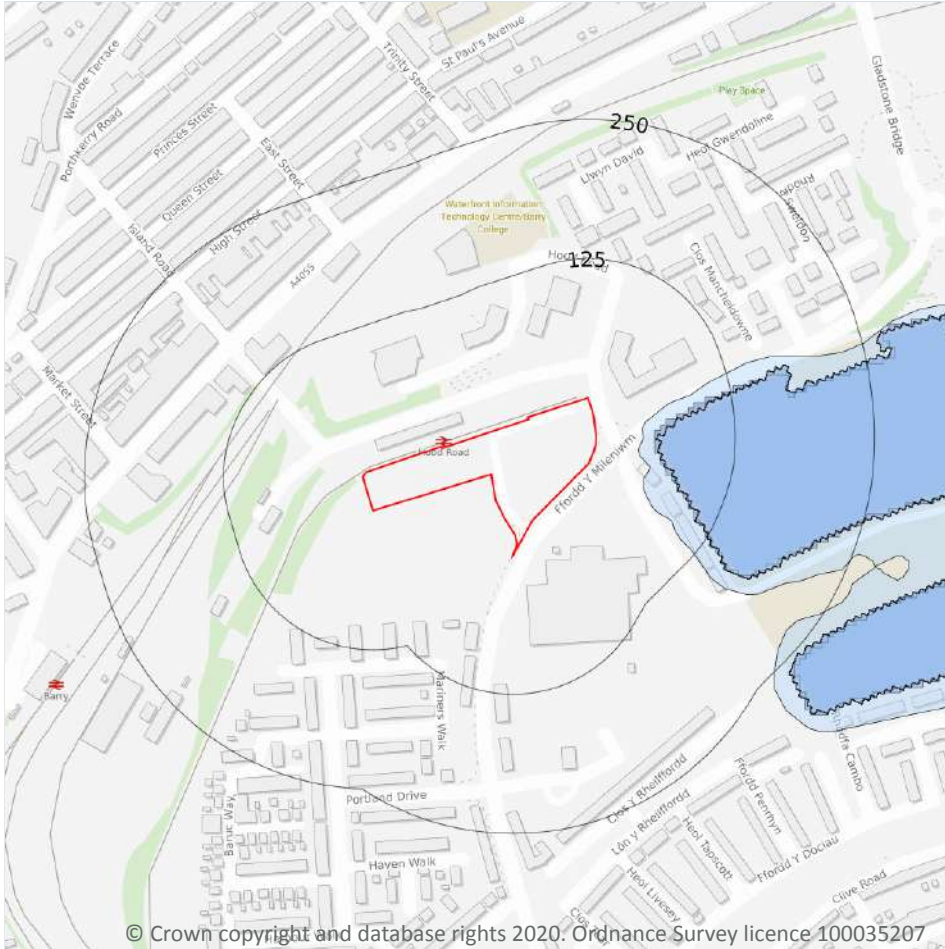 St Paul's Avenue
Trinity Street
Wenvoe Terrace
Gladstone Bridge
Play Space
Porthkerry Road
Princes Street
250
Heol Gwendoline
East Street
Llwyn David
Queen Street
Waterfront Information
Technology Centre/Barry
College
High Street
Island Road
A4055
125
Clos Mancheldowne
Market Street
Hood Road
Ffordd Y Mileniwm
Barry
Mariners Walk
Portland Drive
Baruc Way
Clos y Rheilffordd
Lôn y Rheilffordd
Ffordd Penrhyn
Heol Tapscott
Ffordd Y Dociau
Haven Walk
Heol Livesey
Clive Road
© Crown copyright and database rights 2020. Ordnance Survey licence 100035207